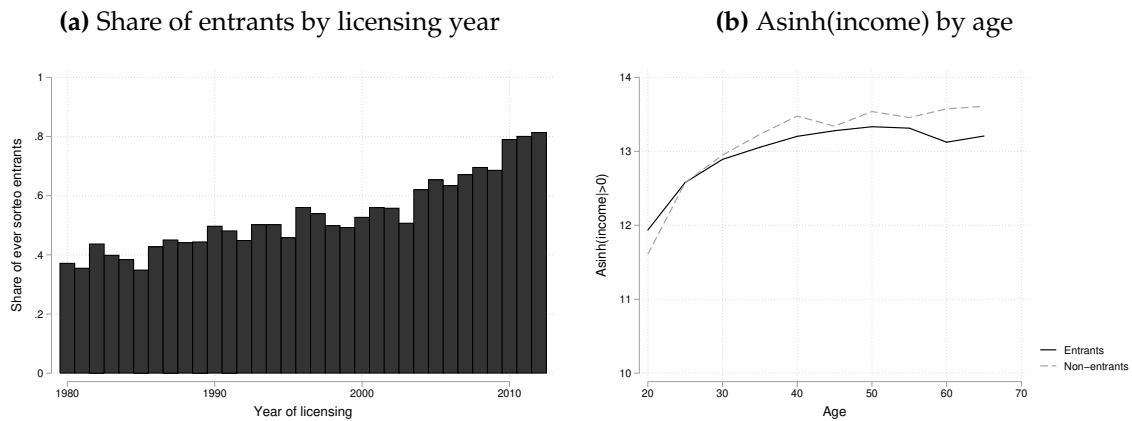 (a) Share of entrants by licensing year
Share of ever sorteo entrants
1
.8
.6
.4
.2
0
1980 1990 2000 2010
Year of licensing
(b) Asinh(income) by age
Asinh(income|>0)
14
13
12
11
10
20 30 40 50 60 70
Age
Entrants
Non−entrants